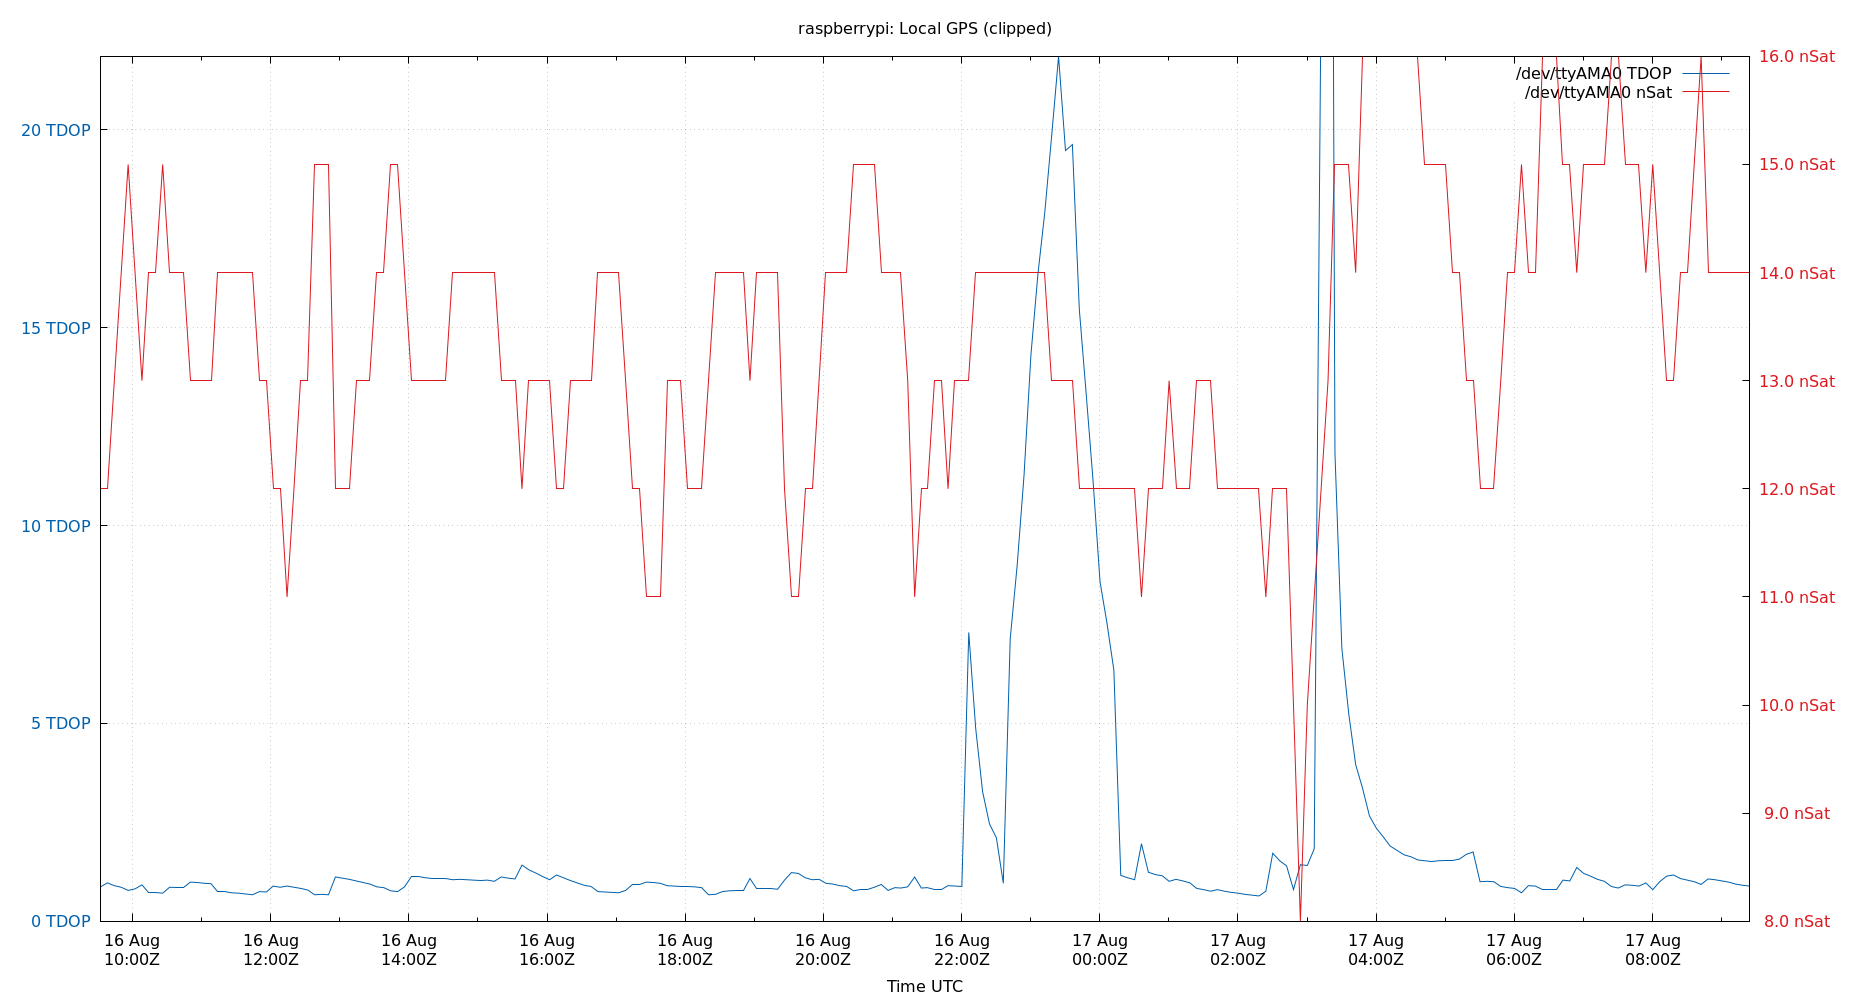 raspberrypi: Local GPS (clipped)
16.0 nSat
/dev/ttyAMA0 TDOP
/dev/ttyAMA0 nSat
20 TDOP
15.0 nSat
14.0 nSat
15 TDOP
13.0 nSat
12.0 nSat
10 TDOP
11.0 nSat
10.0 nSat
5 TDOP
9.0 nSat
0 TDOP
8.0 nSat
16 Aug 16 Aug 16 Aug 16 Aug 16 Aug 16 Aug 16 Aug 17 Aug 17 Aug 17 Aug 17 Aug 17 Aug
10:00Z 12:00Z 14:00Z 16:00Z 18:00Z 20:00Z 22:00Z 00:00Z 02:00Z 04:00Z 06:00Z 08:00Z
Time UTC